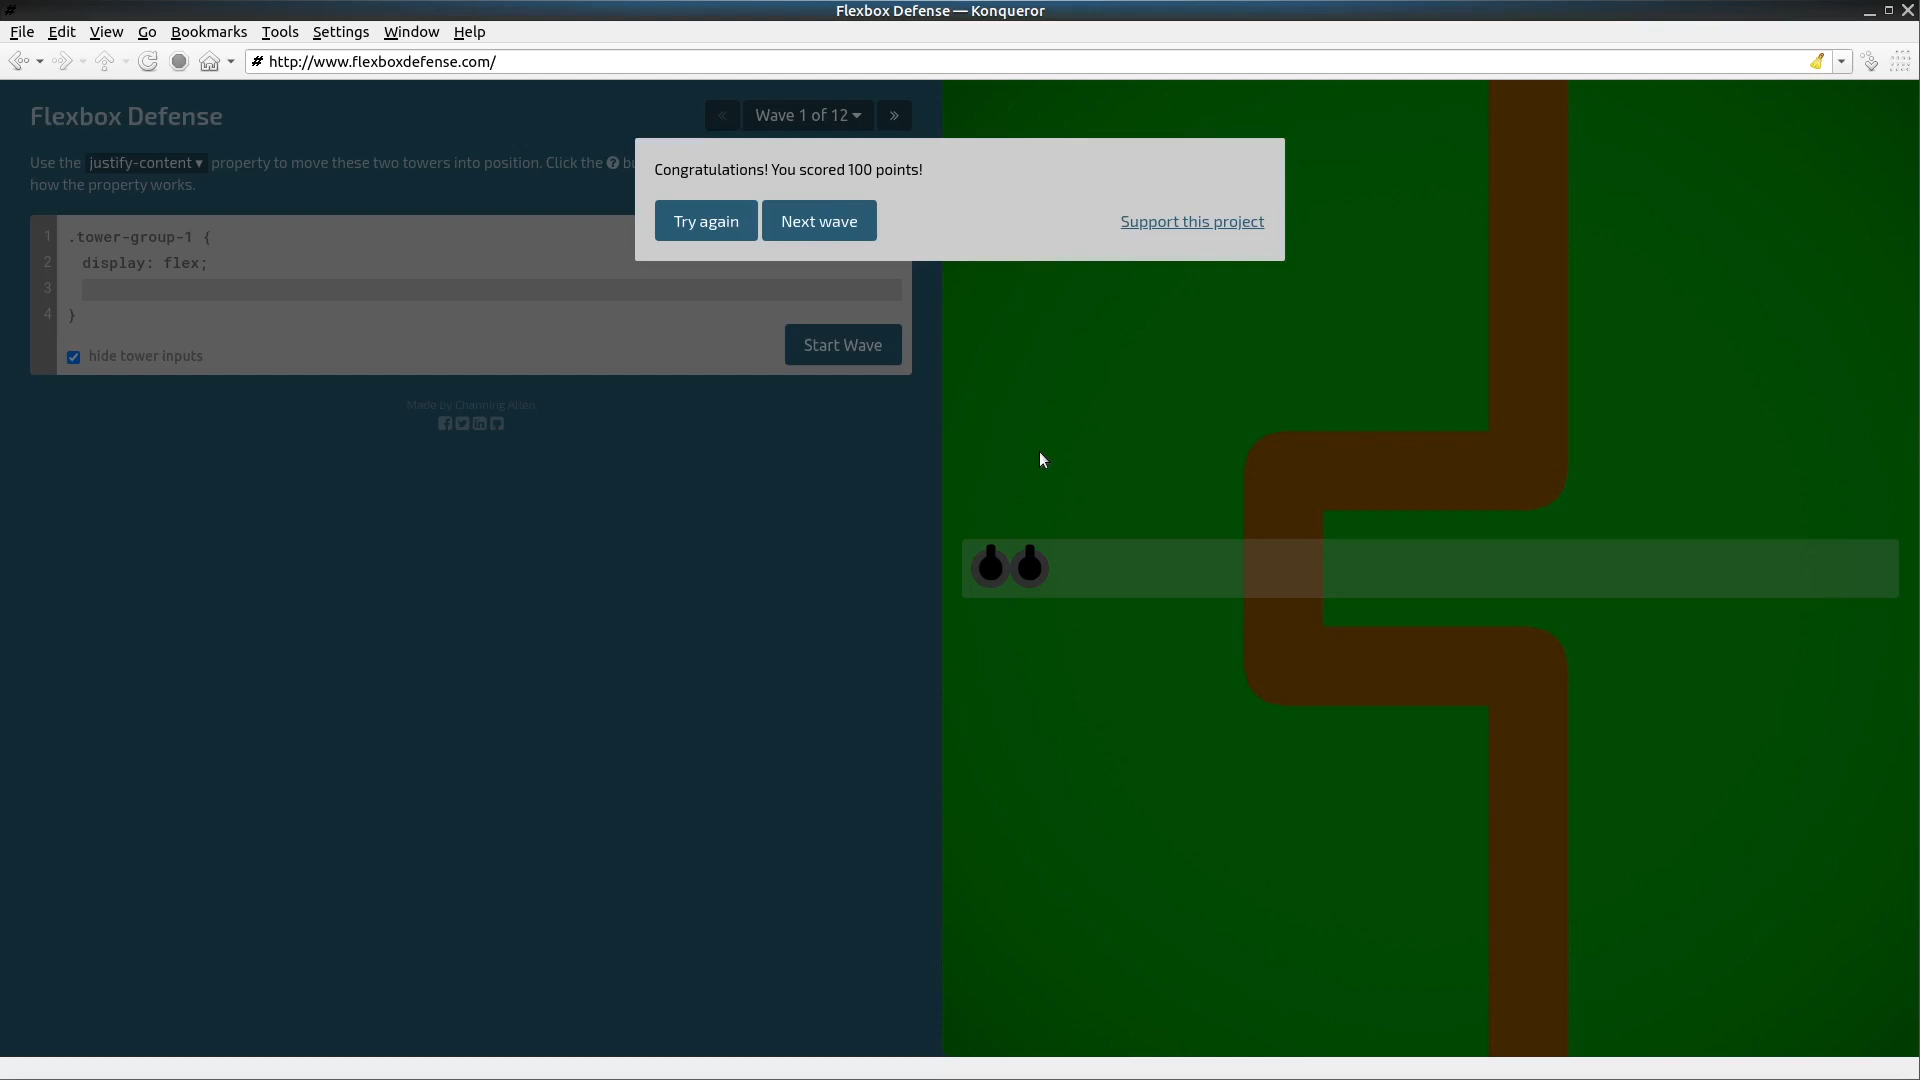 Flexbox Defense — Konqueror
File Edit View Go Bookmarks Tools Settings Window Help
http://www.flexboxdefense.com/
Flexbox Defense
« Wave 1 of 12 ▾ »
Use the justify-content ▾ property to move these two towers into position. Click the ? bu
how the property works.
Congratulations! You scored 100 points!
Try again Next wave Support this project
1 .tower-group-1 {
2 display: flex;
3
4 }
hide tower inputs
Start Wave
Made by Channing Allen